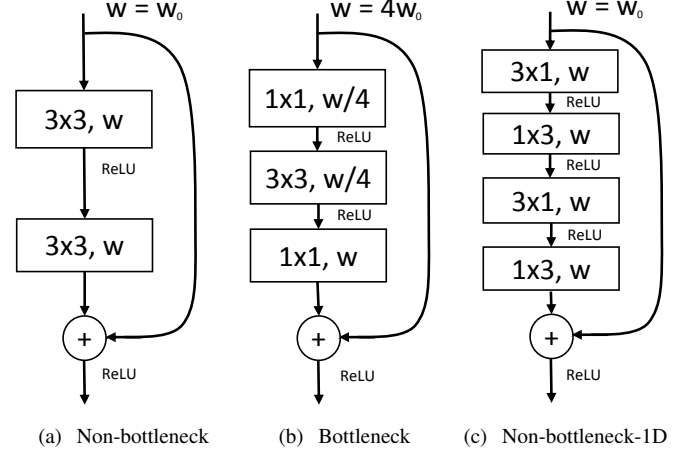 w = w₀
3x3, w
ReLU
3x3, w
+
ReLU
(a) Non-bottleneck
w = 4w₀
1x1, w/4
ReLU
3x3, w/4
ReLU
1x1, w
+
ReLU
(b) Bottleneck
w = w₀
3x1, w
ReLU
1x3, w
ReLU
3x1, w
ReLU
1x3, w
+
ReLU
(c) Non-bottleneck-1D